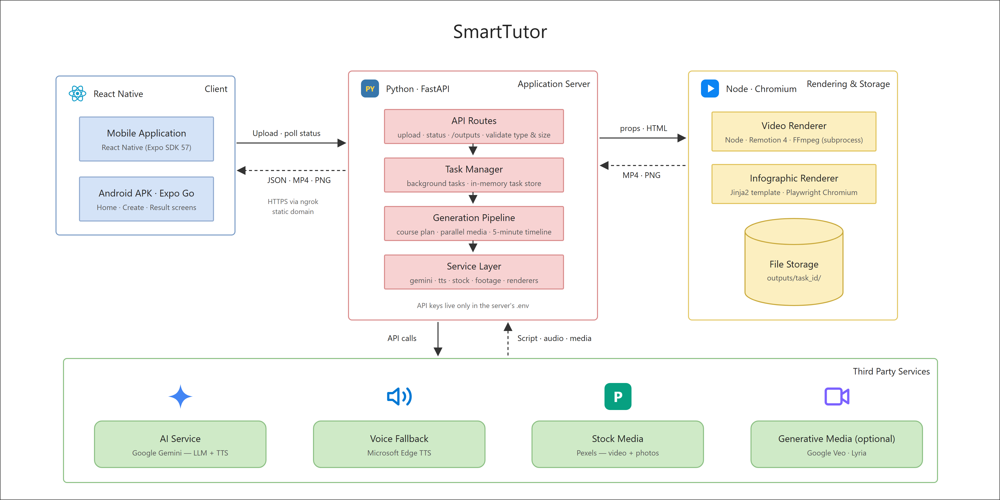 SmartTutor
React Native
Client
Mobile Application
React Native (Expo SDK 57)
Android APK · Expo Go
Home · Create · Result screens
Upload · poll status
JSON · MP4 · PNG
HTTPS via ngrok
static domain
PY
Python · FastAPI
Application Server
API Routes
upload · status · /outputs · validate type & size
Task Manager
background tasks · in-memory task store
Generation Pipeline
course plan · parallel media · 5-minute timeline
Service Layer
gemini · tts · stock · footage · renderers
API keys live only in the server's .env
props · HTML
MP4 · PNG
Node · Chromium
Rendering & Storage
Video Renderer
Node · Remotion 4 · FFmpeg (subprocess)
Infographic Renderer
Jinja2 template · Playwright Chromium
File Storage
outputs/task_id/
API calls
Script · audio · media
Third Party Services
AI Service
Google Gemini — LLM + TTS
Voice Fallback
Microsoft Edge TTS
P
Stock Media
Pexels — video + photos
Generative Media (optional)
Google Veo · Lyria